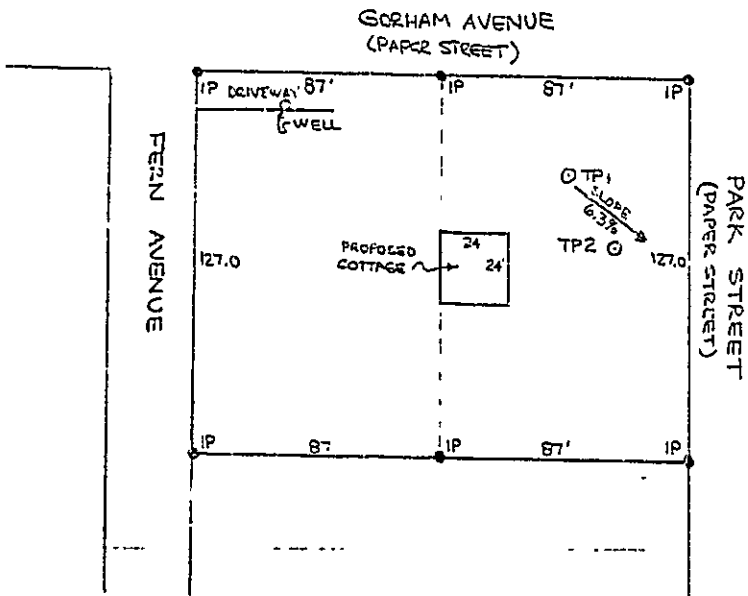 GORHAM AVENUE
(PAPER STREET)
IP
87'
IP
87'
IP
DRIVEWAY
WELL
FERN AVENUE
PARK STREET
(PAPER STREET)
TP1
SLOPE
6.3%
TP2
127.0
127.0
PROPOSED
COTTAGE
24
24'
IP
87
IP
87'
IP